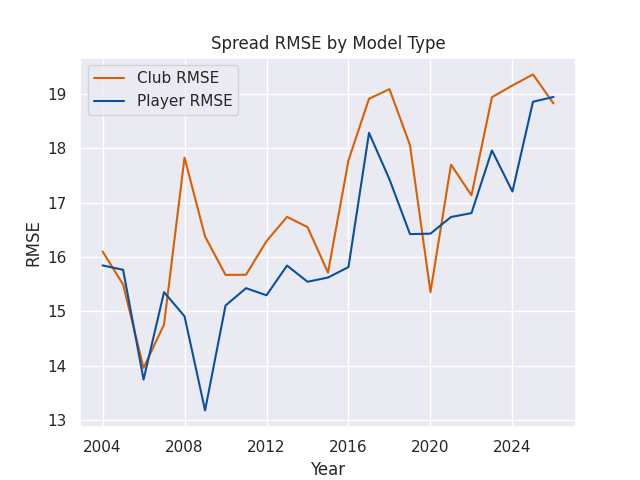 Spread RMSE by Model Type
Club RMSE
Player RMSE
RMSE
19
18
17
16
15
14
13
2004
2008
2012
2016
2020
2024
Year